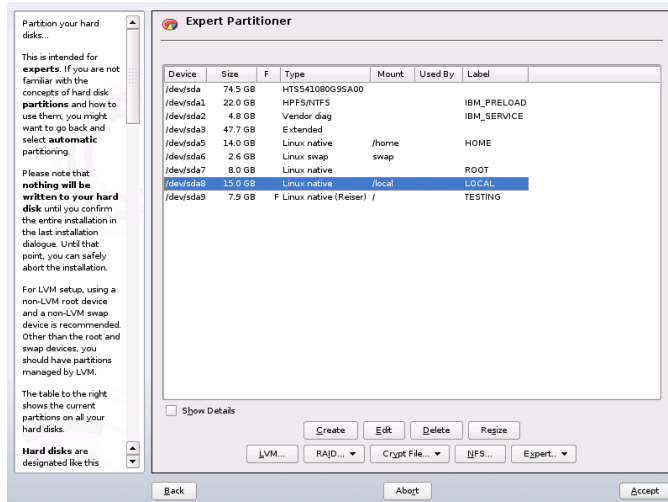 Partition your hard
disks...
This is intended for
experts. If you are not
familiar with the
concepts of hard disk
partitions and how to
use them, you might
want to go back and
select automatic
partitioning.
Please note that
nothing will be
written to your hard
disk until you confirm
the entire installation in
the last installation
dialogue. Until that
point, you can safely
abort the installation.
For LVM setup, using a
non-LVM root device
and a non-LVM swap
device is recommended.
Other than the root and
swap devices, you
should have partitions
managed by LVM.
The table to the right
shows the current
partitions on all your
hard disks.
Hard disks are
designated like this
Expert Partitioner
Device Size F Type Mount Used By Label
/dev/sda 74.5 GB HTS541080G9SA00
/dev/sda1 22.0 GB HPFS/NTFS IBM_PRELOAD
/dev/sda2 4.8 GB Vendor diag IBM_SERVICE
/dev/sda3 47.7 GB Extended
/dev/sda5 14.0 GB Linux native /home HOME
/dev/sda6 2.6 GB Linux swap swap
/dev/sda7 8.0 GB Linux native ROOT
/dev/sda8 15.0 GB Linux native /local LOCAL
/dev/sda9 7.9 GB F Linux native (Reiser) / TESTING
Show Details
Create Edit Delete Resize
LVM... RAID... Crypt File... NFS... Expert..
Back Abort Accept